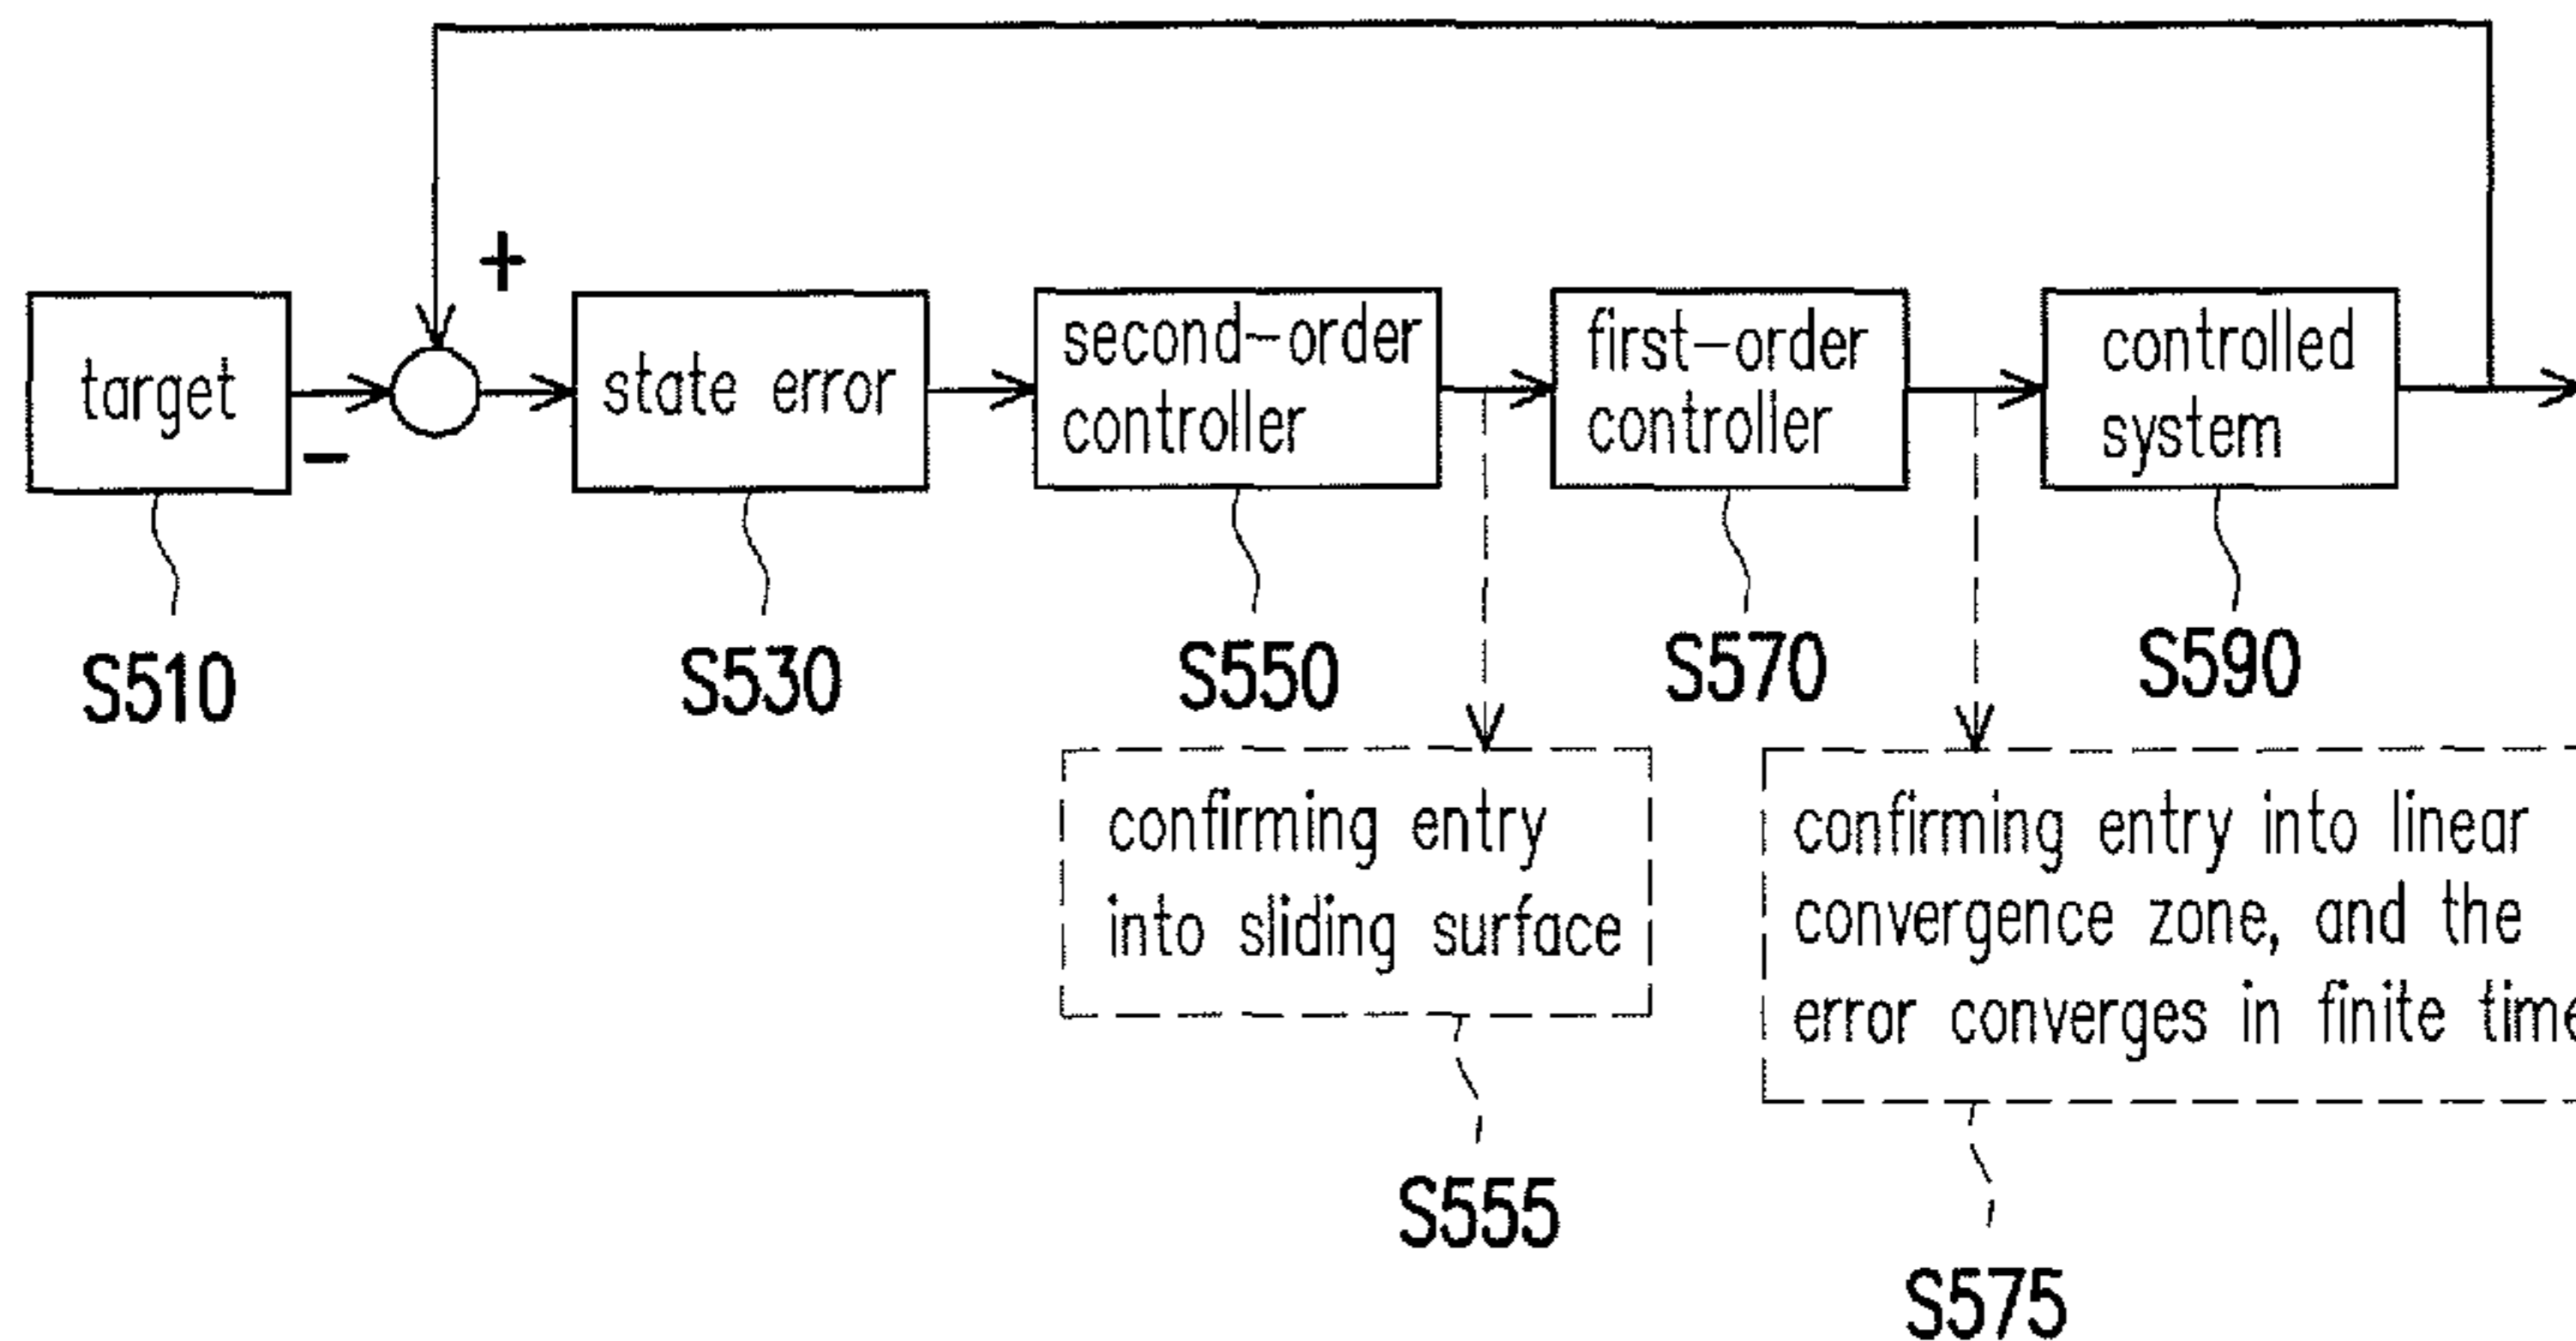 +
target
−
state error
second-order
controller
first-order
controller
controlled
system
S510
S530
S550
S570
S590
confirming entry
into sliding surface
confirming entry into linear
convergence zone, and the
error converges in finite time
S555
S575